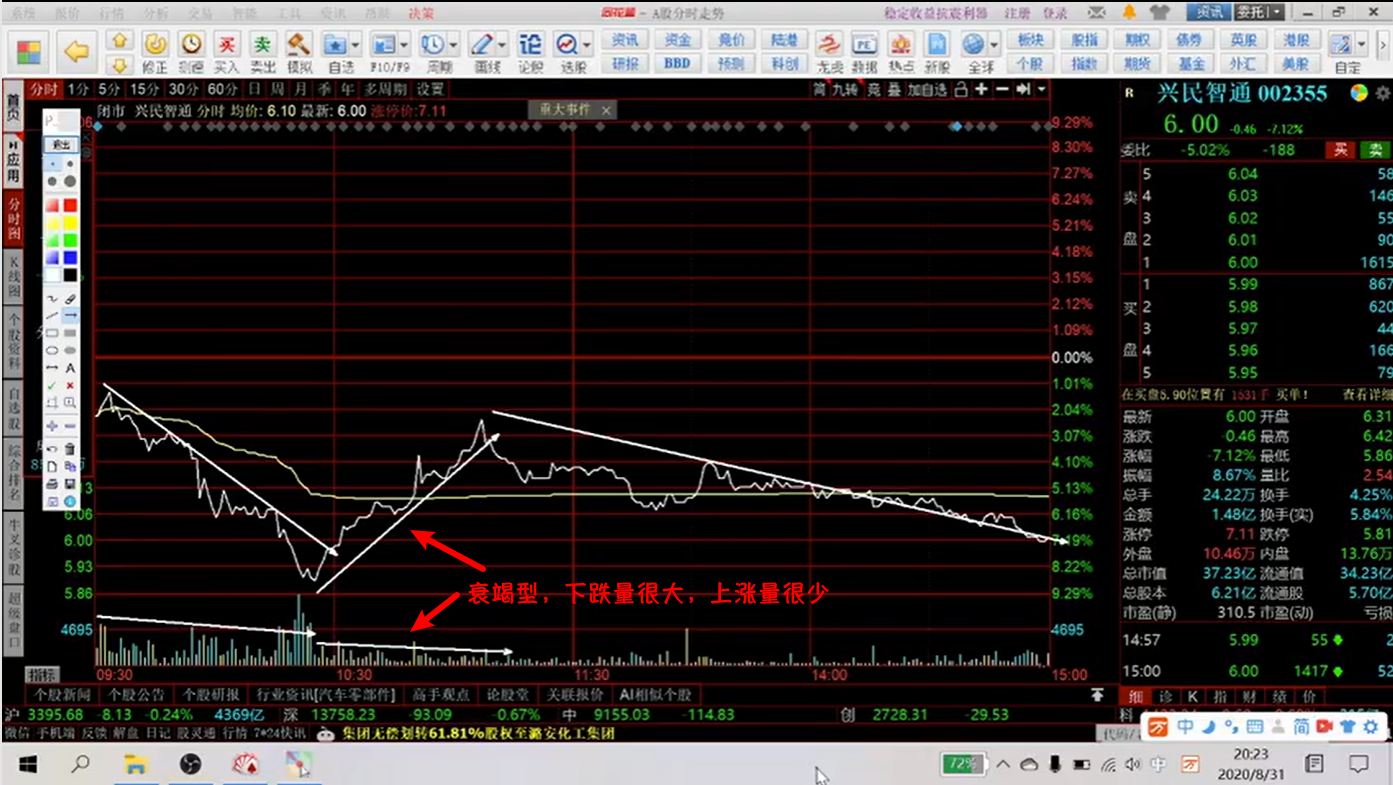 系统 报价 行情 分析 交易 智能 工具 资讯 帮助 决策
同花顺 - A股分时走势
稳定收益抗震利器 注册 登录
资讯 委托
修正 测速 买入 卖出 模拟 自选 F10/F9 周期 画线 论股 选股
买 卖 论
资讯 资金 竞价 陆港
研报 BBD 预测 科创
龙虎 数据 热点 新股 全球
PE
板块 股指 期权 债券 英股 港股
个股 指数 期货 基金 外汇 美股
自定
分时 1分 5分 15分 30分 60分 日 周 月 季 年 多周期 设置
简 九转 竞 叠 加自选
闭市 兴民智通 分时 均价: 6.10 最新: 6.00 涨停价:7.11
重大事件
首页
应用
分时图
K线图
个股资料
自选股
综合排名
牛叉诊股
超级盘口
退出
A
9.29%
8.30%
7.27%
6.24%
5.21%
4.18%
3.15%
2.12%
1.09%
0.00%
1.01%
2.04%
3.07%
4.10%
5.13%
6.16%
7.19%
8.22%
9.29%
4695
6.06
6.00
5.93
5.86
4695
衰竭型，下跌量很大，上涨量很少
指标 09:30 10:30 11:30 14:00 15:00
R 兴民智通 002355
6.00 -0.46 -7.12%
委比 -5.02% -188 买 卖
卖盘
5 6.04 58
4 6.03 146
3 6.02 55
2 6.01 90
1 6.00 1615
买盘
1 5.99 867
2 5.98 620
3 5.97 44
4 5.96 166
5 5.95 79
在买盘5.90位置有 1531手 买单! 查看详细
最新 6.00 开盘 6.31
涨跌 -0.46 最高 6.42
涨幅 -7.12% 最低 5.86
振幅 8.67% 量比 2.54
总手 24.22万 换手 4.25%
金额 1.48亿 换手(实) 5.84%
涨停 7.11 跌停 5.81
外盘 10.46万 内盘 13.76万
总市值 37.23亿 流通值 34.23亿
总股本 6.21亿 流通股 5.70亿
市盈(静) 310.5 市盈(动) 亏损
14:57 5.99 55
15:00 6.00 1417 52
细 诊 K 指 财 绩 价
个股新闻 个股公告 个股研报 行业资讯[汽车零部件] 高手观点 论股堂 关联报价 AI相似个股
沪 3395.68 -8.13 -0.24% 4369亿 深 13758.23 -93.09 -0.67% 中 9155.03 -114.83 创 2728.31 -29.53 科
微信 手机端 反馈 解盘 日记 股灵通 行情 7*24快讯
集团无偿划转61.81%股权至潞安化工集团
代码/
中 简
72%
中
20:23
2020/8/31